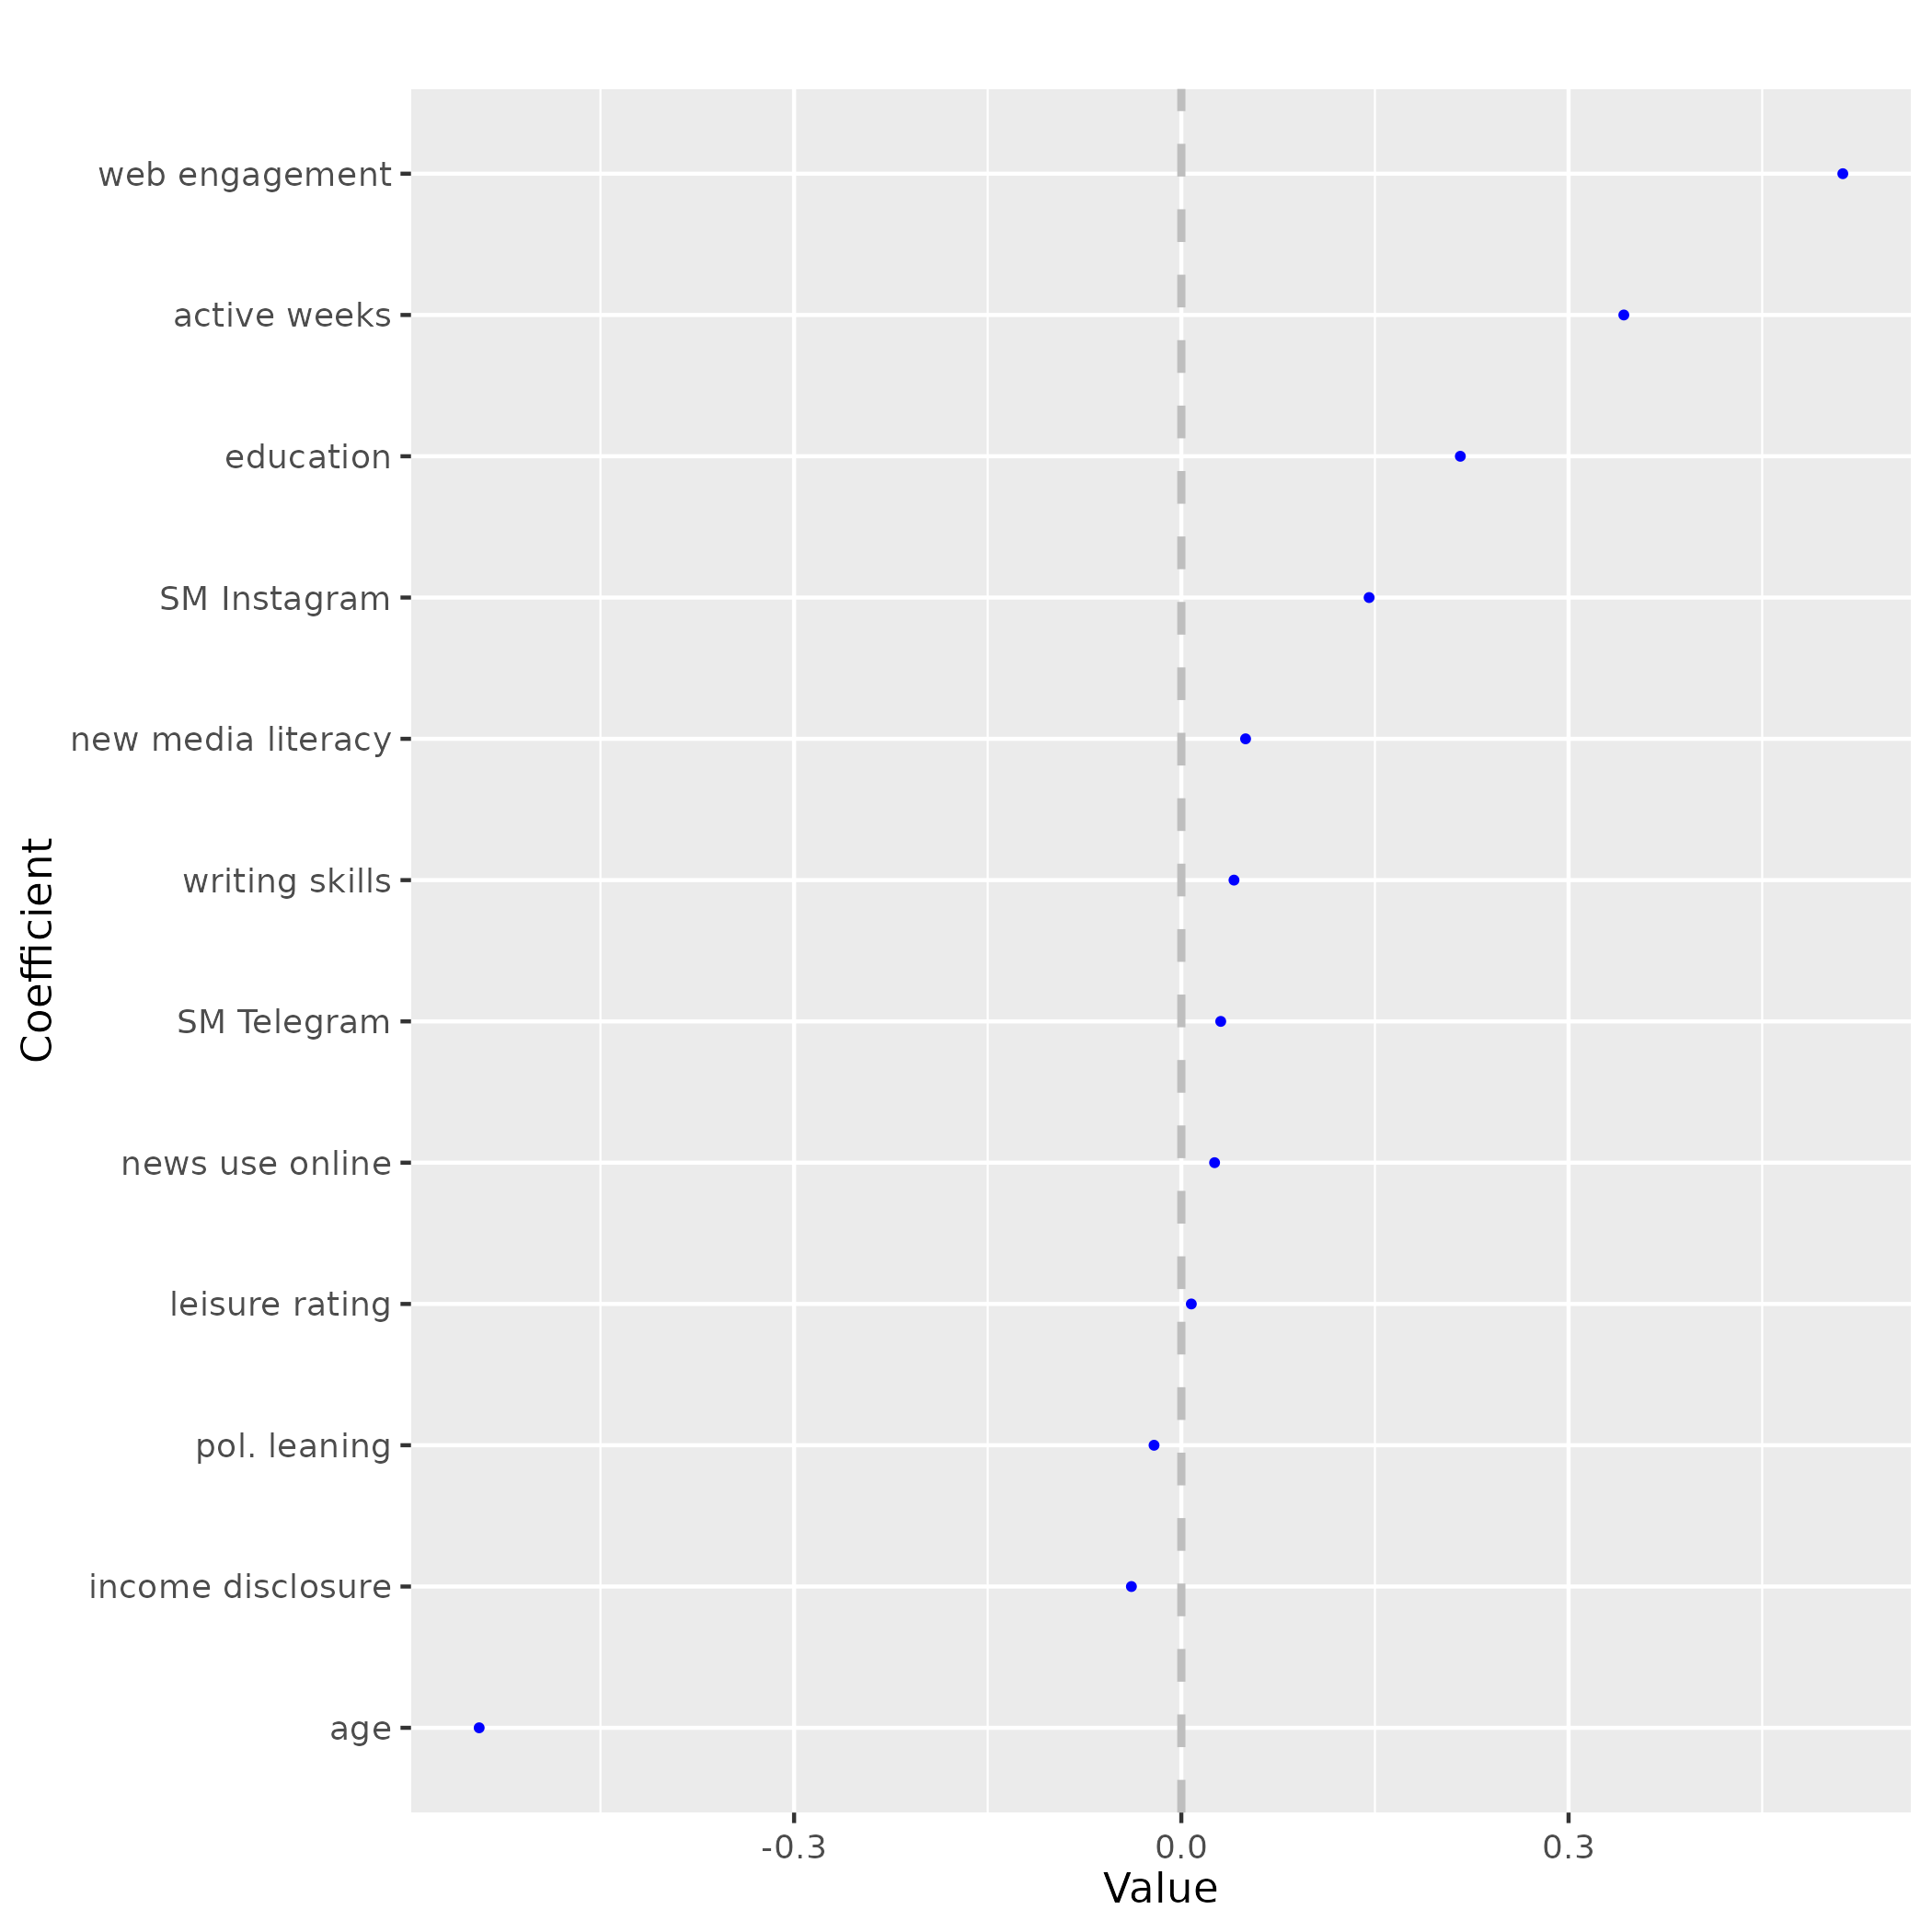 web engagement
active weeks
education
SM Instagram
new media literacy
writing skills
SM Telegram
news use online
leisure rating
pol. leaning
income disclosure
age
Coefficient
-0.3 0.0 0.3
Value